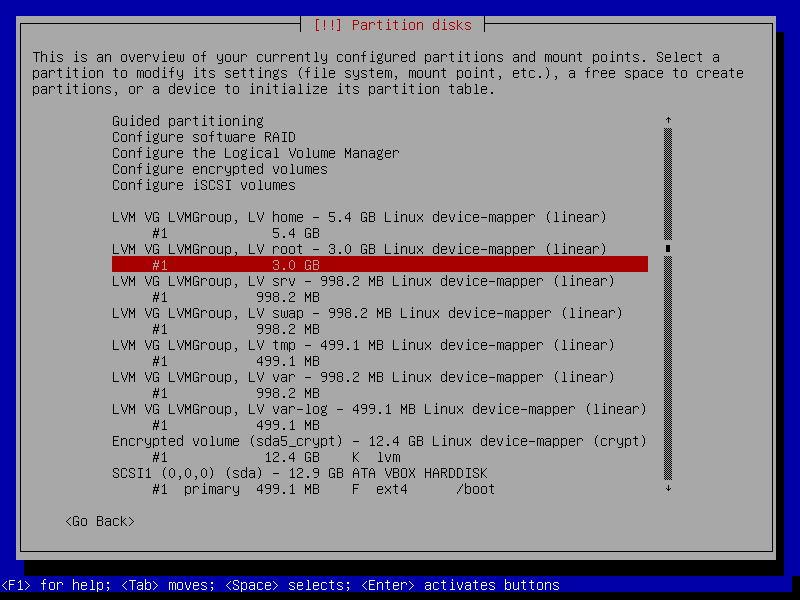 [!!] Partition disks
This is an overview of your currently configured partitions and mount points. Select a
partition to modify its settings (file system, mount point, etc.), a free space to create
partitions, or a device to initialize its partition table.
Guided partitioning
Configure software RAID
Configure the Logical Volume Manager
Configure encrypted volumes
Configure iSCSI volumes
LVM VG LVMGroup, LV home – 5.4 GB Linux device-mapper (linear)
#1 5.4 GB
LVM VG LVMGroup, LV root – 3.0 GB Linux device-mapper (linear)
#1 3.0 GB
LVM VG LVMGroup, LV srv – 998.2 MB Linux device-mapper (linear)
#1 998.2 MB
LVM VG LVMGroup, LV swap – 998.2 MB Linux device-mapper (linear)
#1 998.2 MB
LVM VG LVMGroup, LV tmp – 499.1 MB Linux device-mapper (linear)
#1 499.1 MB
LVM VG LVMGroup, LV var – 998.2 MB Linux device-mapper (linear)
#1 998.2 MB
LVM VG LVMGroup, LV var-log – 499.1 MB Linux device-mapper (linear)
#1 499.1 MB
Encrypted volume (sda5_crypt) – 12.4 GB Linux device-mapper (crypt)
#1 12.4 GB K lvm
SCSI1 (0,0,0) (sda) – 12.9 GB ATA VBOX HARDDISK
#1 primary 499.1 MB F ext4 /boot
<Go Back>
<F1> for help; <Tab> moves; <Space> selects; <Enter> activates buttons